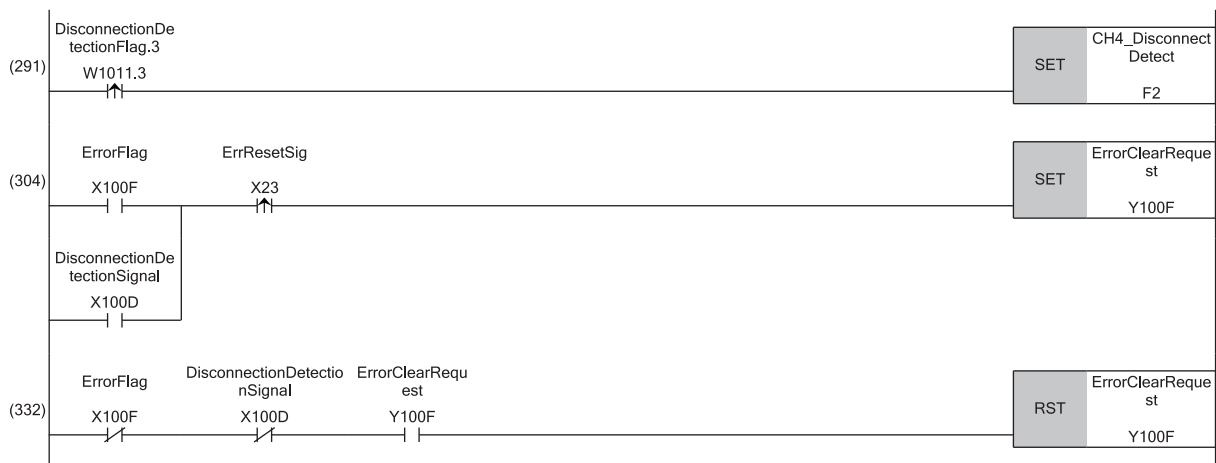 DisconnectionDe
tectionFlag.3
W1011.3
(291)
SET
CH4_Disconnect
Detect
F2
ErrorFlag
X100F
ErrResetSig
X23
(304)
SET
ErrorClearReque
st
Y100F
DisconnectionDe
tectionSignal
X100D
ErrorFlag
X100F
DisconnectionDetectio
nSignal
X100D
ErrorClearRequ
est
Y100F
(332)
RST
ErrorClearReque
st
Y100F